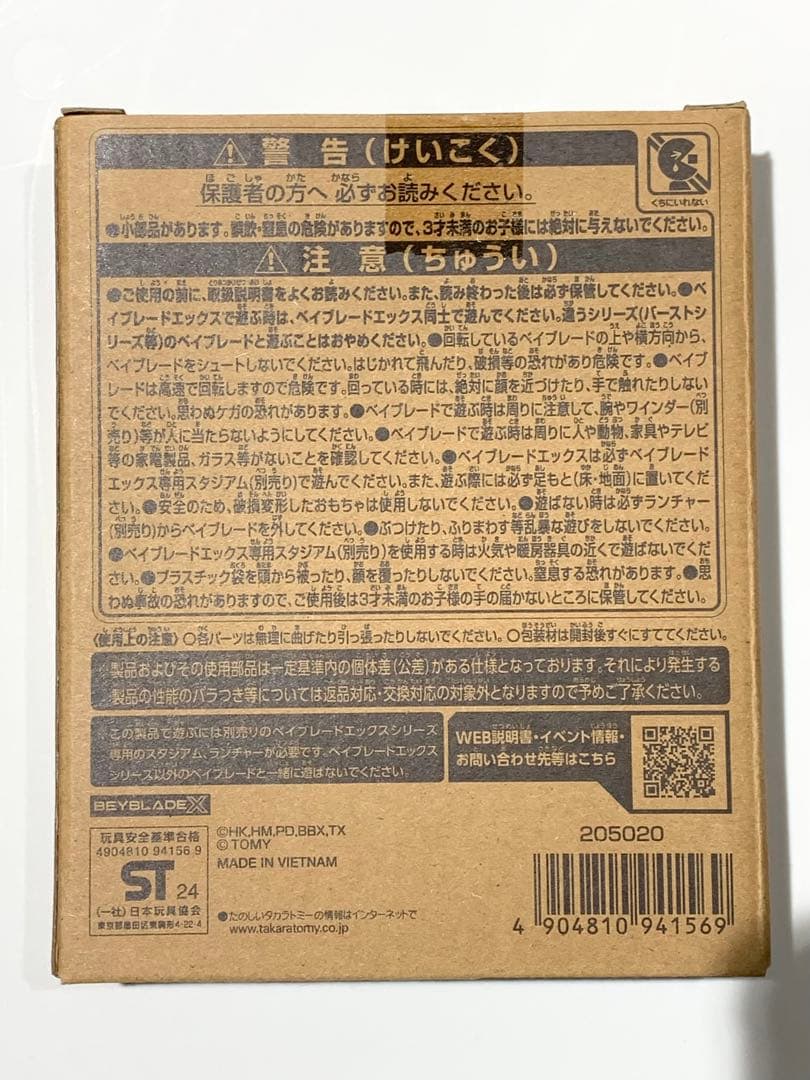 警告(けいこく)
くちにいれない
保護者の方へ 必ずお読みください。
●小部品があります。誤飲・窒息の危険がありますので、3才未満のお子様には絶対に与えないでください。
注意(ちゅうい)
●ご使用の前に、取扱説明書をよくお読みください。また、読み終わった後は必ず保管してください。●ベ
イブレードエックスで遊ぶ時は、ベイブレードエックス同士で遊んでください。違うシリーズ(バーストシ
リーズ等)のベイブレードと遊ぶことはおやめください。●回転しているベイブレードの上や横方向から、
ベイブレードをシュートしないでください。はじかれて飛んだり、破損等の恐れがあり危険です。●ベイブ
レードは高速で回転しますので危険です。回っている時には、絶対に顔を近づけたり、手で触れたりしない
でください。思わぬケガの恐れがあります。●ベイブレードで遊ぶ時は周りに注意して、腕やワインダー(別
売り)等が人に当たらないようにしてください。●ベイブレードで遊ぶ時は周りに人や動物、家具やテレビ
等の家電製品、ガラス等がないことを確認してください。●ベイブレードエックスは必ずベイブレード
エックス専用スタジアム(別売り)で遊んでください。また、遊ぶ際には必ず足もと(床・地面)に置いてくだ
さい。●安全のため、破損変形したおもちゃは使用しないでください。●遊ばない時は必ずランチャー
(別売り)からベイブレードを外してください。●ぶつけたり、ふりまわす等乱暴な遊びをしないでください。
●ベイブレードエックス専用スタジアム(別売り)を使用する時は火気や暖房器具の近くで遊ばないでくだ
さい。●プラスチック袋を頭から被ったり、顔を覆ったりしないでください。窒息する恐れがあります。●思
わぬ事故の恐れがありますので、ご使用後は3才未満のお子様の手の届かないところに保管してください。
〈使用上の注意〉○各パーツは無理に曲げたり引っ張ったりしないでください。○包装材は開封後すぐにすててください。
※製品およびその使用部品は一定基準内の個体差(公差)がある仕様となっております。それにより発生する
製品の性能のバラつき等については返品対応・交換対応の対象外となりますので予めご了承ください。
※この製品で遊ぶには別売りのベイブレードエックスシリーズ
専用のスタジアム、ランチャーが必要です。ベイブレードエックス
シリーズ以外のベイブレードと一緒に遊ばないでください。
WEB説明書・イベント情報・
お問い合わせ先等はこちら
BEYBLADE X
玩具安全基準合格
4904810 94156 9
ST 24
(一社)日本玩具協会
東京都墨田区東駒形4-22-4
©HK,HM,PD,BBX,TX
© TOMY
MADE IN VIETNAM
●たのしいタカラトミーの情報はインターネットで
www.takaratomy.co.jp
205020
4 904810 941569